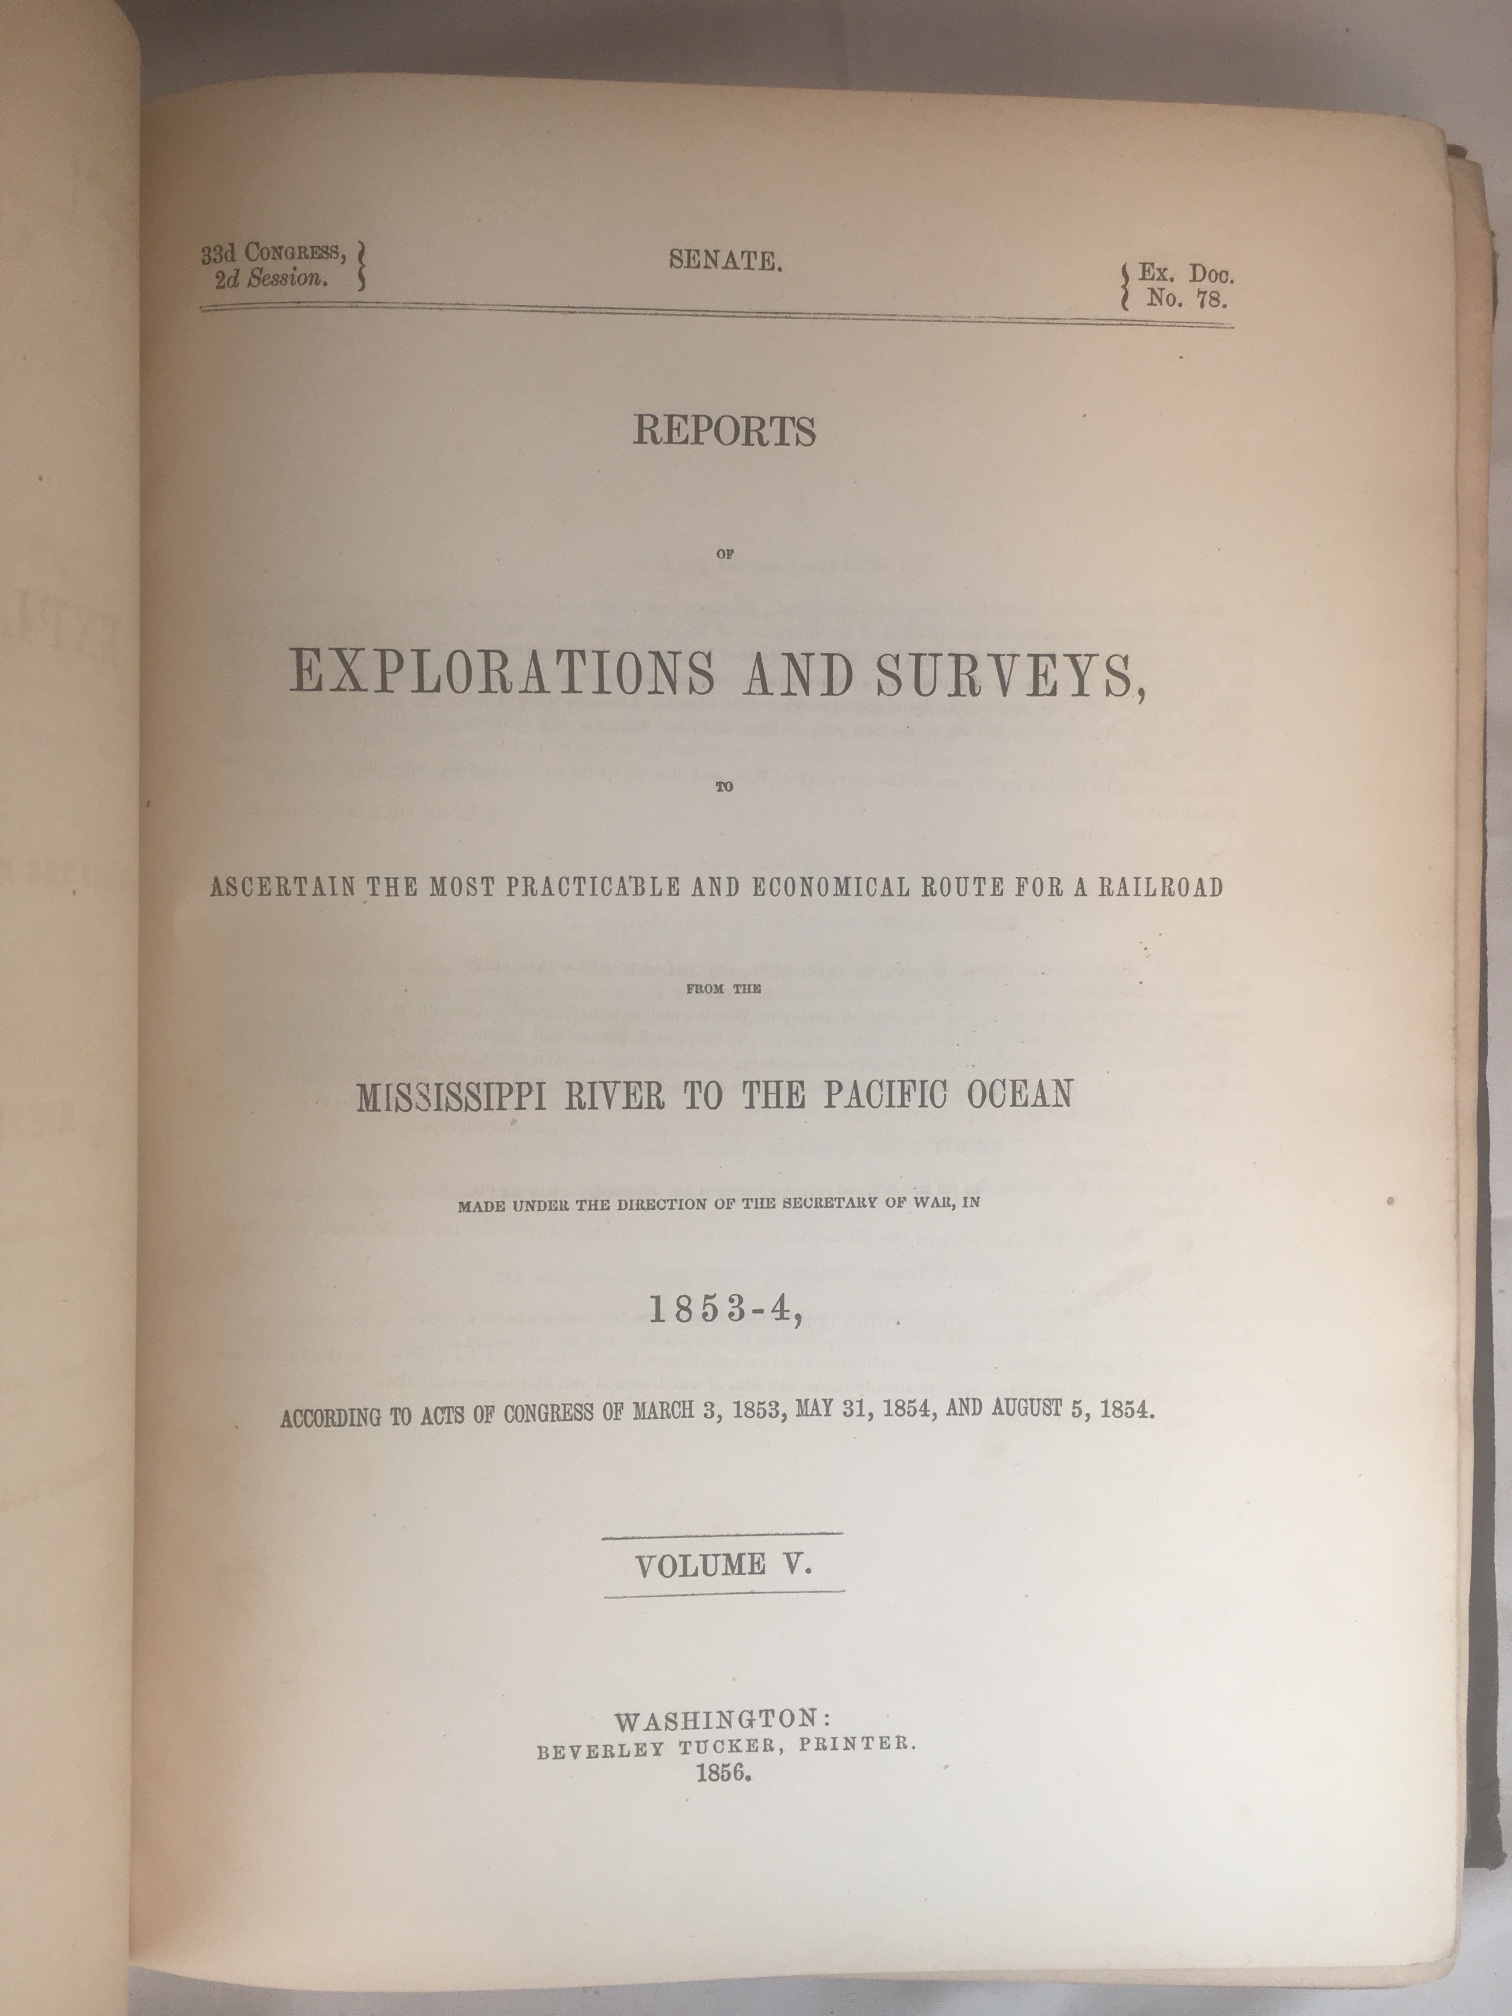 33d CONGRESS,
2d Session.
SENATE.
Ex. Doc.
No. 78.
REPORTS
OF
EXPLORATIONS AND SURVEYS,
TO
ASCERTAIN THE MOST PRACTICABLE AND ECONOMICAL ROUTE FOR A RAILROAD
FROM THE
MISSISSIPPI RIVER TO THE PACIFIC OCEAN
MADE UNDER THE DIRECTION OF THE SECRETARY OF WAR, IN
1853-4,
ACCORDING TO ACTS OF CONGRESS OF MARCH 3, 1853, MAY 31, 1854, AND AUGUST 5, 1854.
VOLUME V.
WASHINGTON:
BEVERLEY TUCKER, PRINTER.
1856.